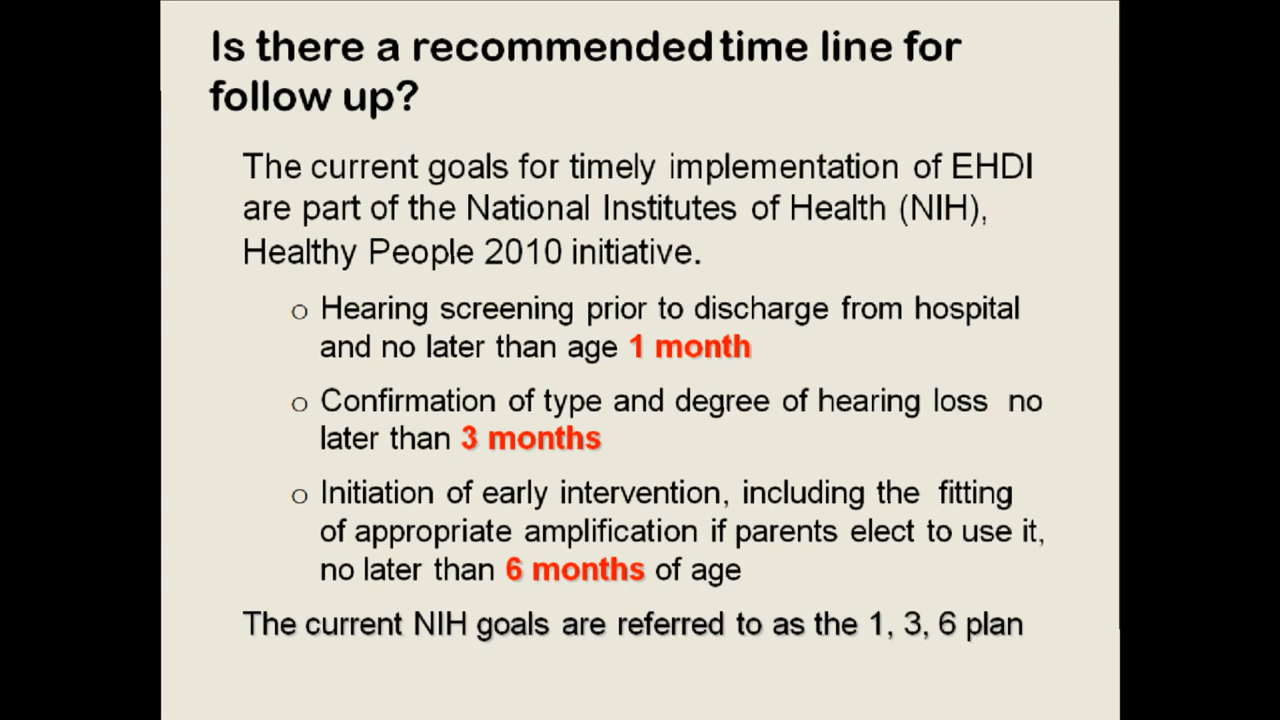 Is there a recommended time line for
follow up?
The current goals for timely implementation of EHDI
are part of the National Institutes of Health (NIH),
Healthy People 2010 initiative.
o Hearing screening prior to discharge from hospital
and no later than age 1 month
o Confirmation of type and degree of hearing loss no
later than 3 months
o Initiation of early intervention, including the fitting
of appropriate amplification if parents elect to use it,
no later than 6 months of age
The current NIH goals are referred to as the 1, 3, 6 plan